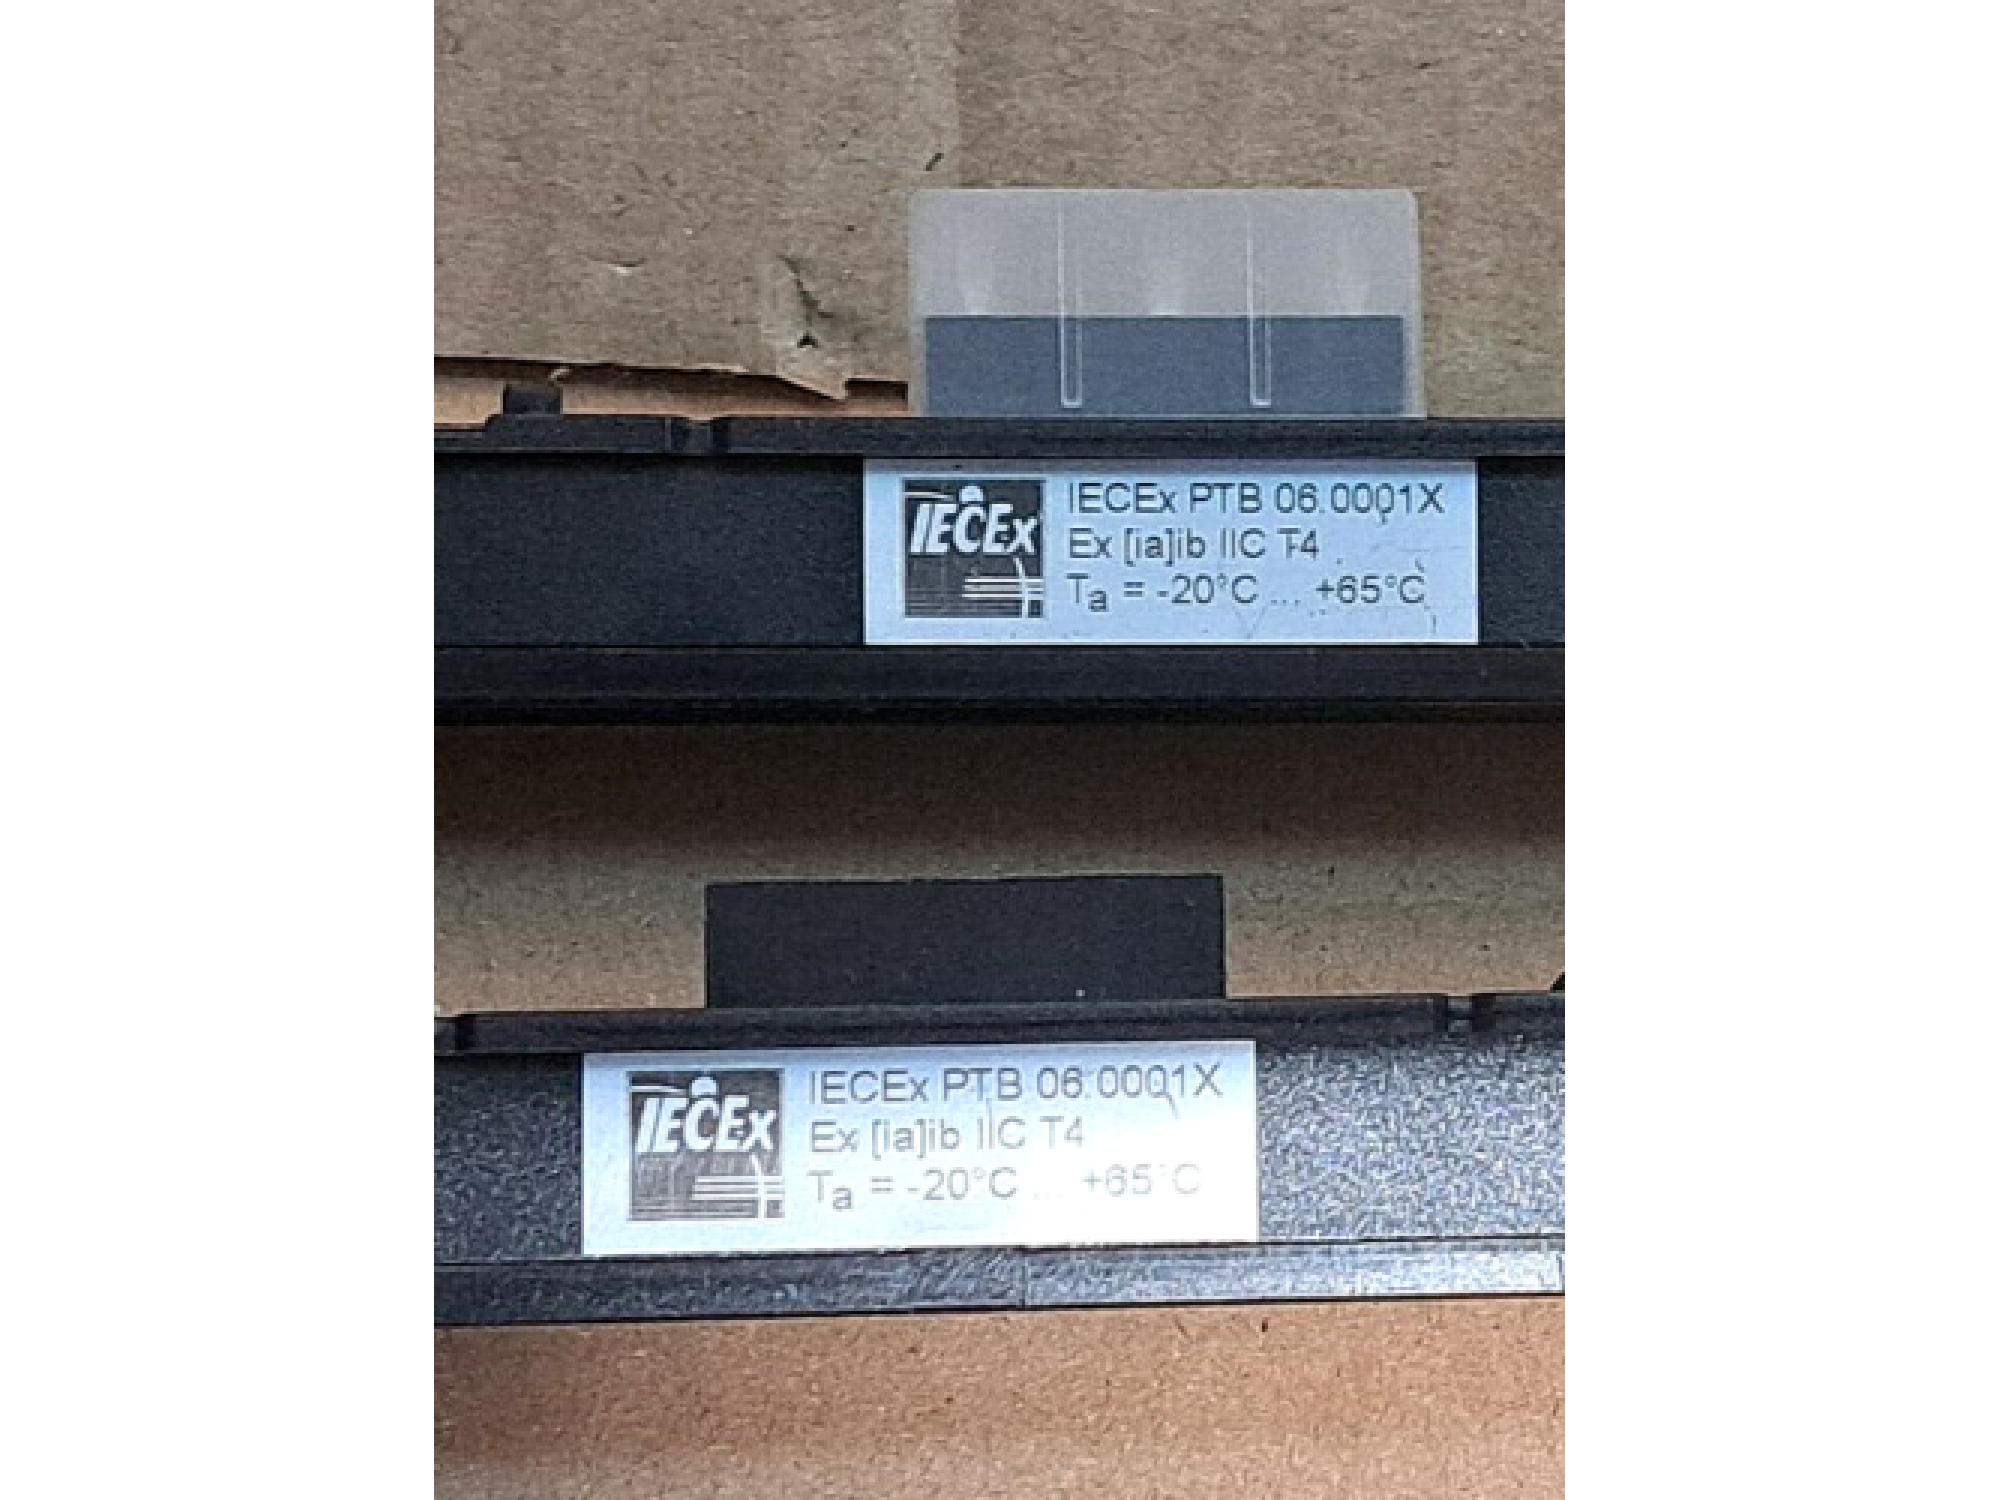 IECEx
IECEx PTB 06.0001X
Ex [ia]ib IIC T4
Ta = -20°C ... +65°C
IECEx
IECEx PTB 06.0001X
Ex [ia]ib IIC T4
Ta = -20°C ... +65°C